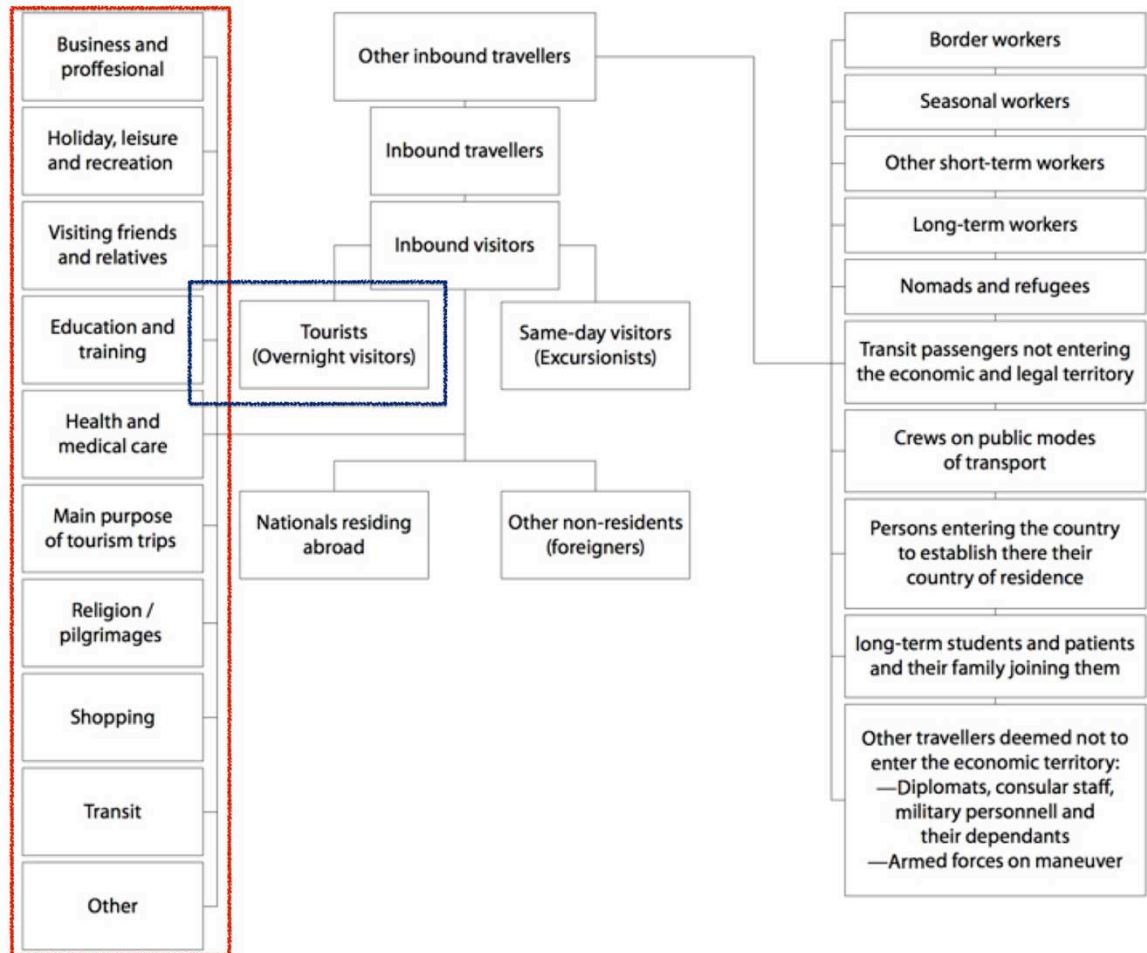 Business and
proffesional
Holiday, leisure
and recreation
Visiting friends
and relatives
Education and
training
Health and
medical care
Main purpose
of tourism trips
Religion /
pilgrimages
Shopping
Transit
Other
Other inbound travellers
Inbound travellers
Inbound visitors
Tourists
(Overnight visitors)
Same-day visitors
(Excursionists)
Nationals residing
abroad
Other non-residents
(foreigners)
Border workers
Seasonal workers
Other short-term workers
Long-term workers
Nomads and refugees
Transit passengers not entering
the economic and legal territory
Crews on public modes
of transport
Persons entering the country
to establish there their
country of residence
long-term students and patients
and their family joining them
Other travellers deemed not to
enter the economic territory:
—Diplomats, consular staff,
military personnell and
their dependants
—Armed forces on maneuver